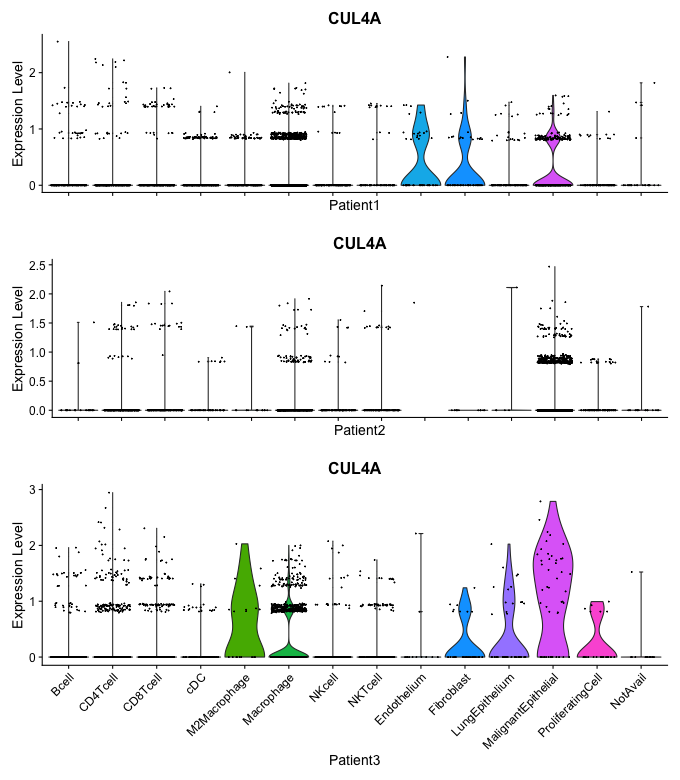 CUL4A
Expression Level
2
1
0
Patient1
CUL4A
Expression Level
2.5
2.0
1.5
1.0
0.5
0.0
Patient2
CUL4A
Expression Level
3
2
1
0
Bcell
CD4Tcell
CD8Tcell
cDC
M2Macrophage
Macrophage
NKcell
NKTcell
Endothelium
Fibroblast
LungEpithelium
MalignantEpithelial
ProliferatingCell
NotAvail
Patient3